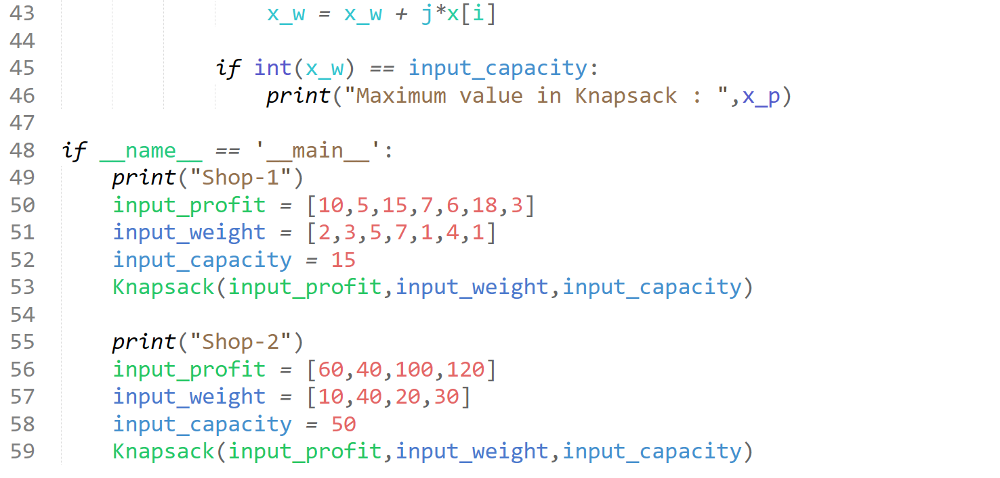 43 x_w = x_w + j*x[i]
44
45 if int(x_w) == input_capacity:
46 print("Maximum value in Knapsack : ",x_p)
47
48 if __name__ == '__main__':
49 print("Shop-1")
50 input_profit = [10,5,15,7,6,18,3]
51 input_weight = [2,3,5,7,1,4,1]
52 input_capacity = 15
53 Knapsack(input_profit,input_weight,input_capacity)
54
55 print("Shop-2")
56 input_profit = [60,40,100,120]
57 input_weight = [10,40,20,30]
58 input_capacity = 50
59 Knapsack(input_profit,input_weight,input_capacity)